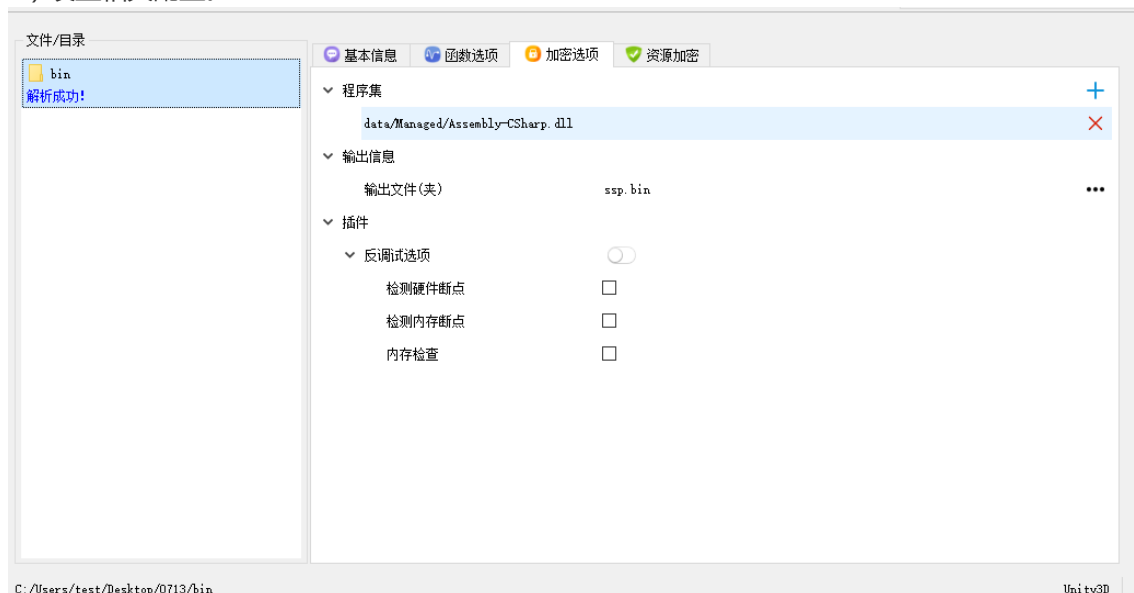 文件/目录
bin
解析成功!
基本信息 函数选项 加密选项 资源加密
程序集
data/Managed/Assembly-CSharp.dll
输出信息
输出文件(夹) ssp.bin
插件
反调试选项
检测硬件断点
检测内存断点
内存检查
C:/Users/test/Desktop/0713/bin Unity3D